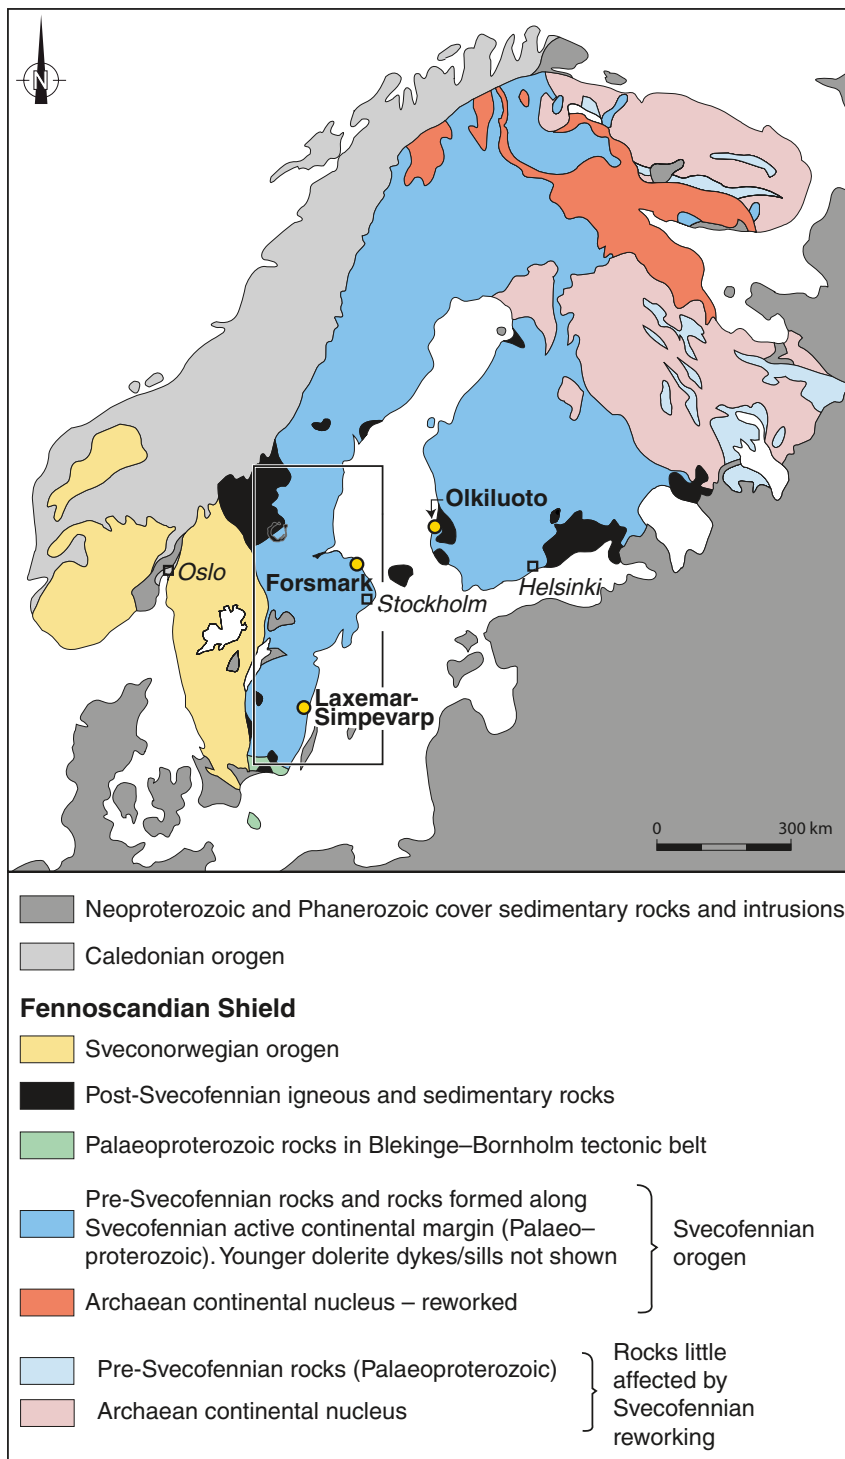 N
Olkiluoto
Oslo
Forsmark
Stockholm
Helsinki
Laxemar-
Simpevarp
0 300 km
Neoproterozoic and Phanerozoic cover sedimentary rocks and intrusions
Caledonian orogen
Fennoscandian Shield
Sveconorwegian orogen
Post-Svecofennian igneous and sedimentary rocks
Palaeoproterozoic rocks in Blekinge–Bornholm tectonic belt
Pre-Svecofennian rocks and rocks formed along
Svecofennian active continental margin (Palaeo–
proterozoic). Younger dolerite dykes/sills not shown
Svecofennian
orogen
Archaean continental nucleus – reworked
Pre-Svecofennian rocks (Palaeoproterozoic)
Archaean continental nucleus
Rocks little
affected by
Svecofennian
reworking